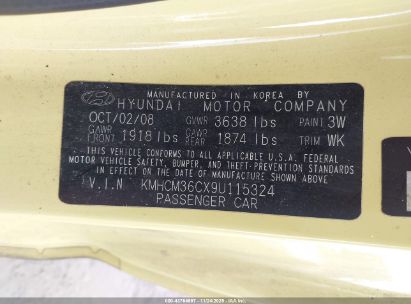 MANUFACTURED IN KOREA BY
HYUNDAI MOTOR COMPANY
OCT/02/08 GVWR 3638 lbs PAINT 3W
GAWR FRONT 1918 lbs GAWR REAR 1874 lbs TRIM WK
THIS VEHICLE CONFORMS TO ALL APPLICABLE U.S.A. FEDERAL
MOTOR VEHICLE SAFETY, BUMPER, AND THEFT-PREVENTION STANDARDS
IN EFFECT ON THE DATE OF MANUFACTURE SHOWN ABOVE.
V.I.N KMHCM36CX9U115324
PASSENGER CAR